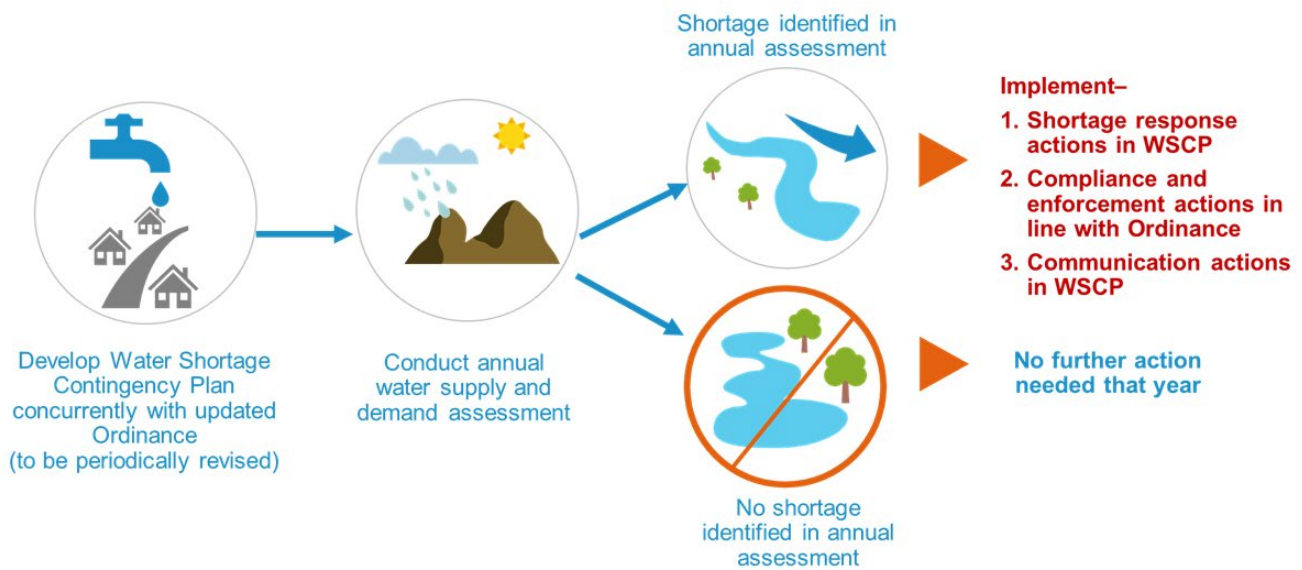 Develop Water Shortage
Contingency Plan
concurrently with updated
Ordinance
(to be periodically revised)
Conduct annual
water supply and
demand assessment
Shortage identified in
annual assessment
Implement–
1. Shortage response
actions in WSCP
2. Compliance and
enforcement actions in
line with Ordinance
3. Communication actions
in WSCP
No shortage
identified in annual
assessment
No further action
needed that year